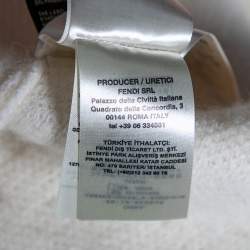 PRODUCER / URETICI
FENDI SRL
Palazzo della Civiltà Italiana
Quadrato della Concordia, 3
00144 ROMA ITALY
tel +39 06 334501
TÜRKİYE İTHALATÇI:
FENDİ DIŞ TİCARET LTD. ŞTİ.
İSTİNYE PARK ALIŞVERİŞ MERKEZİ
PINAR MAHALLESİ KATAR CADDESİ
NO: 475 SARIYER/ İSTANBUL